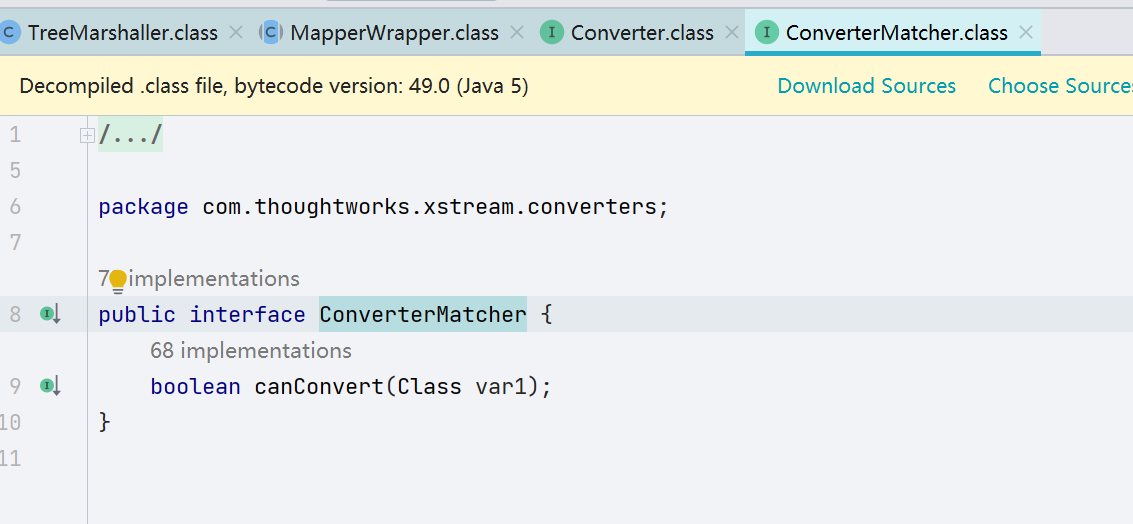 TreeMarshaller.class MapperWrapper.class Converter.class ConverterMatcher.class
Decompiled .class file, bytecode version: 49.0 (Java 5) Download Sources Choose Source
1 /.../
5
6 package com.thoughtworks.xstream.converters;
7
7 implementations
8 public interface ConverterMatcher {
68 implementations
9 boolean canConvert(Class var1);
10 }
11